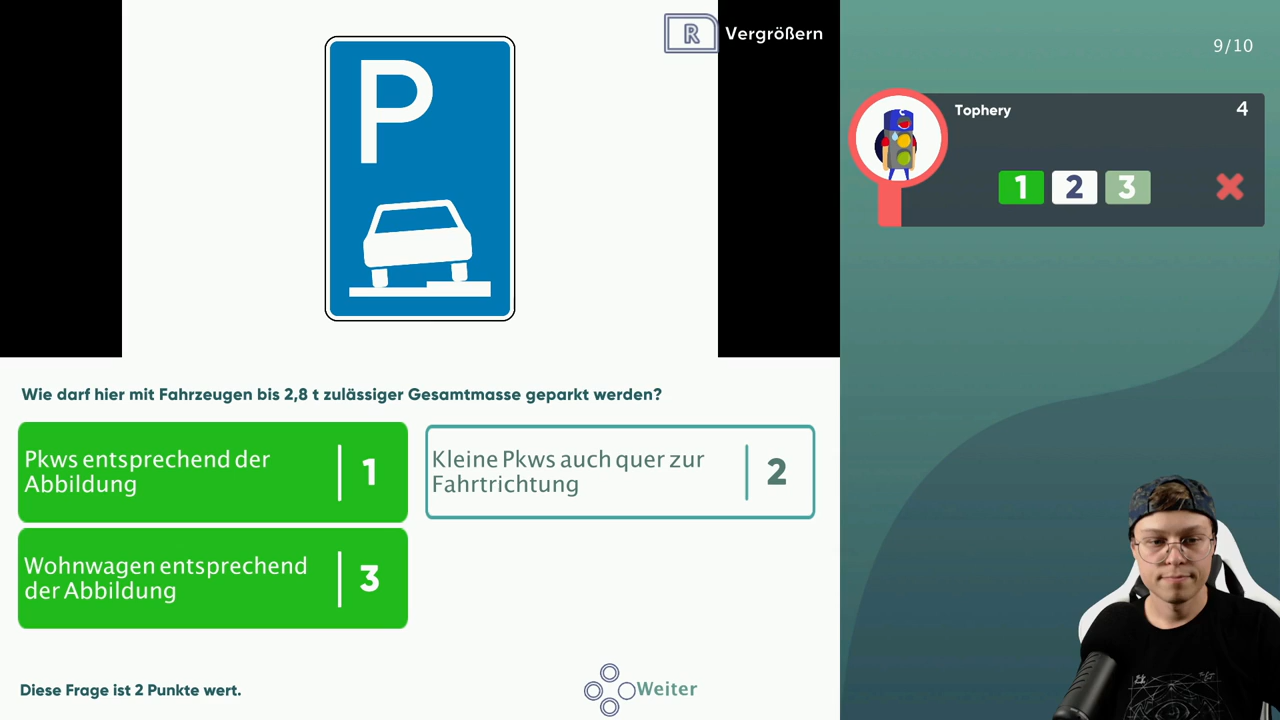 P
R Vergrößern
9/10
Tophery 4
1 2 3
Wie darf hier mit Fahrzeugen bis 2,8 t zulässiger Gesamtmasse geparkt werden?
Pkws entsprechend der
Abbildung
1
Kleine Pkws auch quer zur
Fahrtrichtung
2
Wohnwagen entsprechend
der Abbildung
3
Diese Frage ist 2 Punkte wert.
Weiter